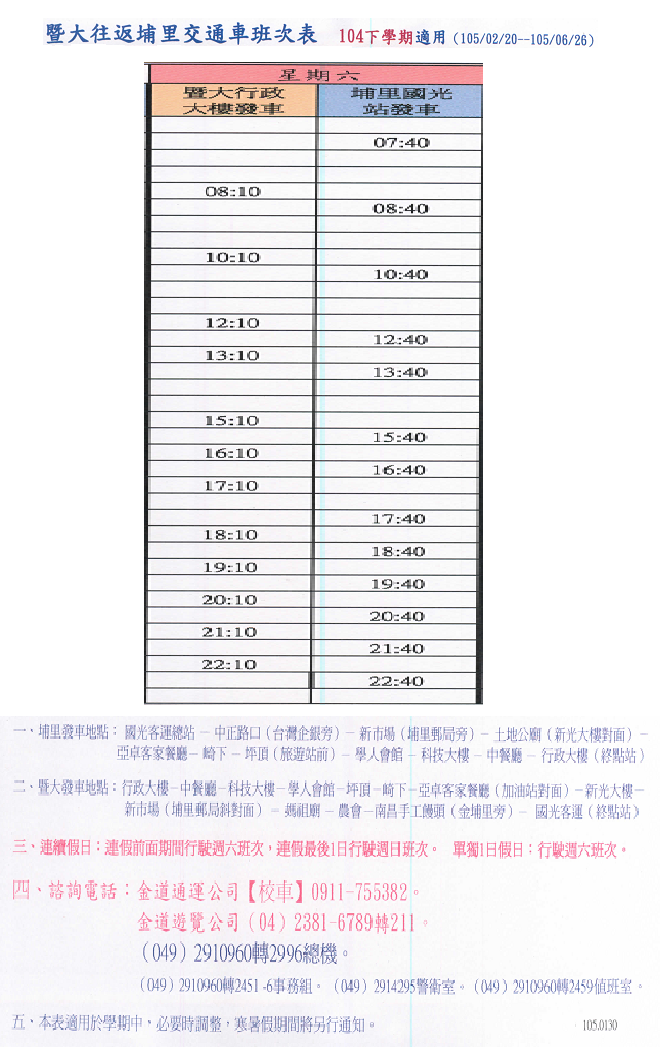 暨大往返埔里交通車班次表 104下學期適用(105/02/20--105/06/26)
星期六
暨大行政大樓發車 埔里國光站發車
07:40
08:10
08:40
10:10
10:40
12:10
12:40
13:10
13:40
15:10
15:40
16:10
16:40
17:10
17:40
18:10
18:40
19:10
19:40
20:10
20:40
21:10
21:40
22:10
22:40
一、埔里發車地點：國光客運總站 — 中正路口(台灣企銀旁) — 新市場(埔里郵局旁) — 土地公廟(新光大樓對面) —
亞卓客家餐廳 — 崎下 — 坪頂(旅遊站前) — 學人會館 — 科技大樓 — 中餐廳 — 行政大樓(終點站)
二、暨大發車地點：行政大樓—中餐廳—科技大樓—學人會館—坪頂—崎下—亞卓客家餐廳(加油站對面)—新光大樓—
新市場(埔里郵局斜對面) — 媽祖廟 — 農會—南昌手工饅頭(金埔里旁)— 國光客運(終點站)
三、連續假日：連假前面期間行駛週六班次，連假最後1日行駛週日班次。 單獨1日假日：行駛週六班次。
四、諮詢電話：金道通運公司【校車】0911-755382。
金道遊覽公司(04)2381-6789轉211。
(049)2910960轉2996總機。
(049)2910960轉2451-6事務組。(049)2914295警衛室。(049)2910960轉2459值班室。
五、本表適用於學期中、必要時調整，寒暑假期間將另行通知。 105.0130